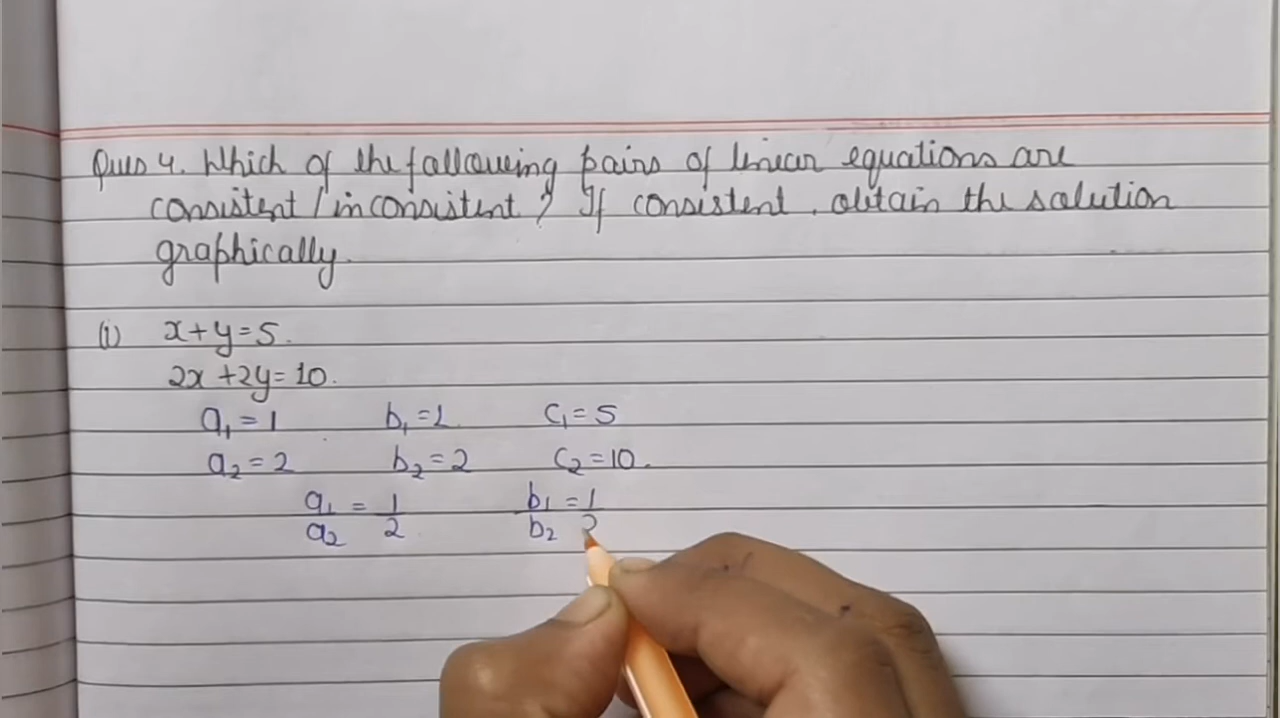 Ques 4. Which of the following pairs of linear equations are
consistent / inconsistent ? If consistent, obtain the solution
graphically.
(i) x+y=5.
2x+2y=10.
a₁=1 b₁=1 c₁=5
a₂=2 b₂=2 c₂=10.
a₁/a₂ = 1/2 b₁/b₂ = 1/2